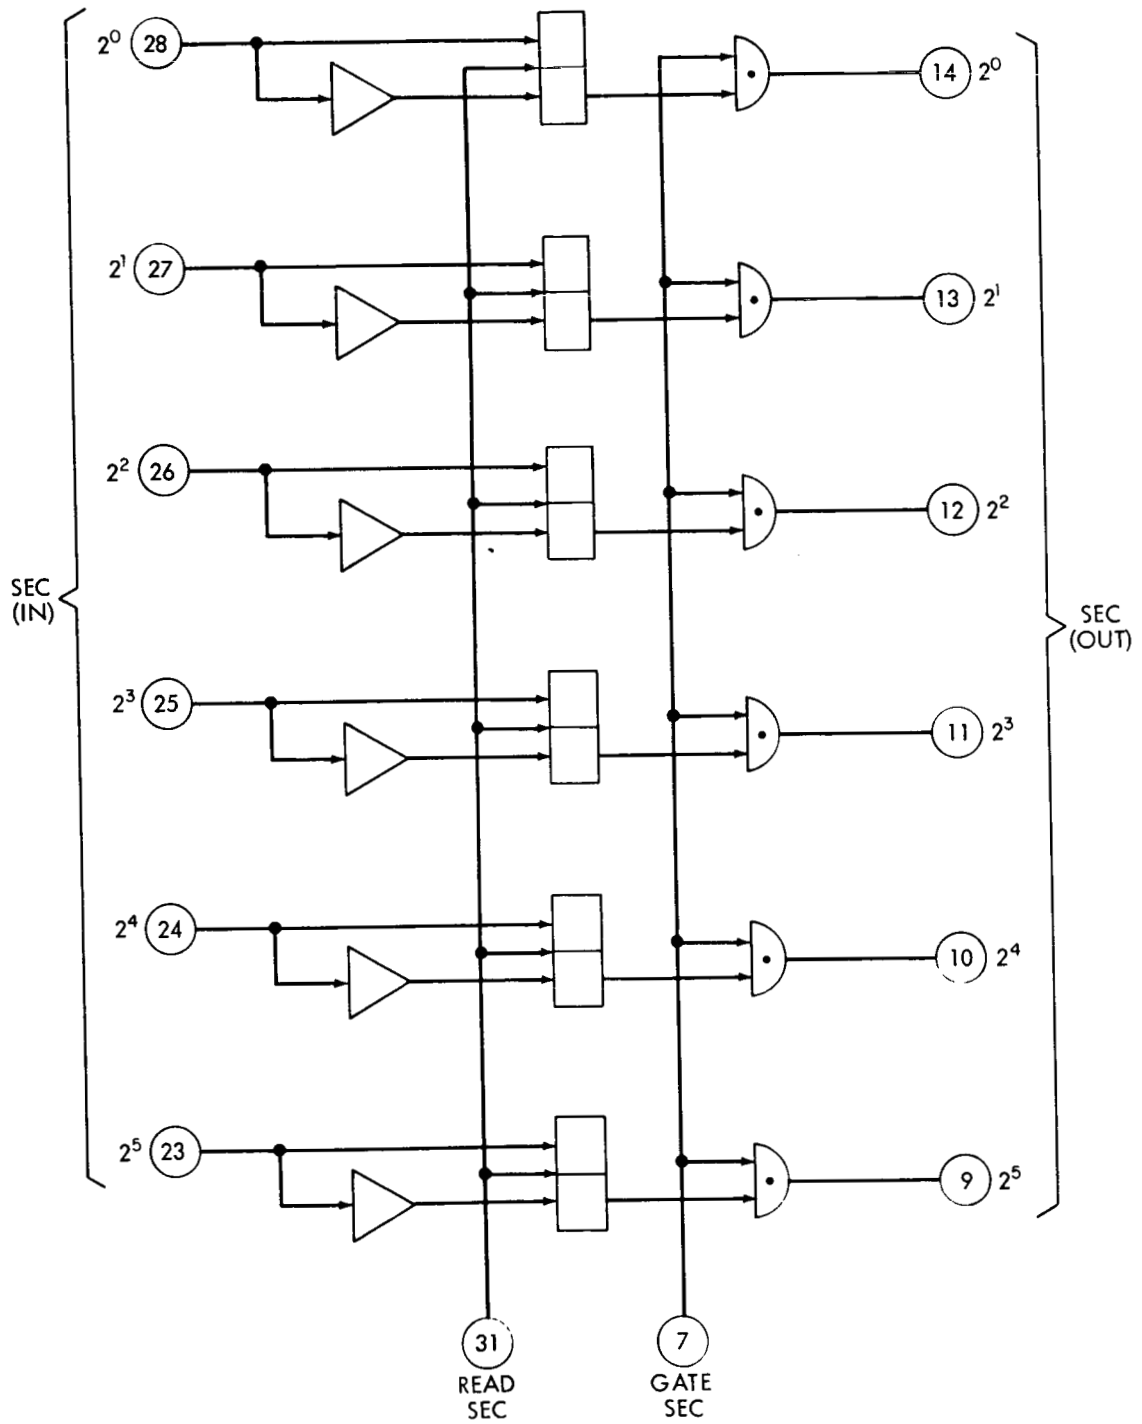 2⁰ 28
14 2⁰
2¹ 27
13 2¹
2² 26
12 2²
SEC
(IN)
SEC
(OUT)
2³ 25
11 2³
2⁴ 24
10 2⁴
2⁵ 23
9 2⁵
31
READ
SEC
7
GATE
SEC